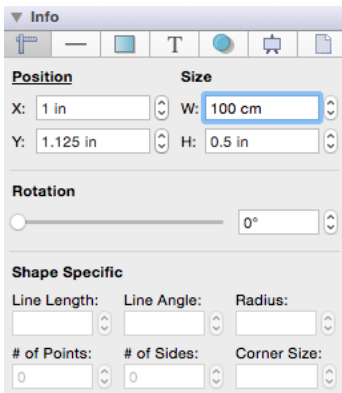 Info
T
Position Size
X: 1 in W: 100 cm
Y: 1.125 in H: 0.5 in
Rotation
0°
Shape Specific
Line Length: Line Angle: Radius:
# of Points: # of Sides: Corner Size:
0 0